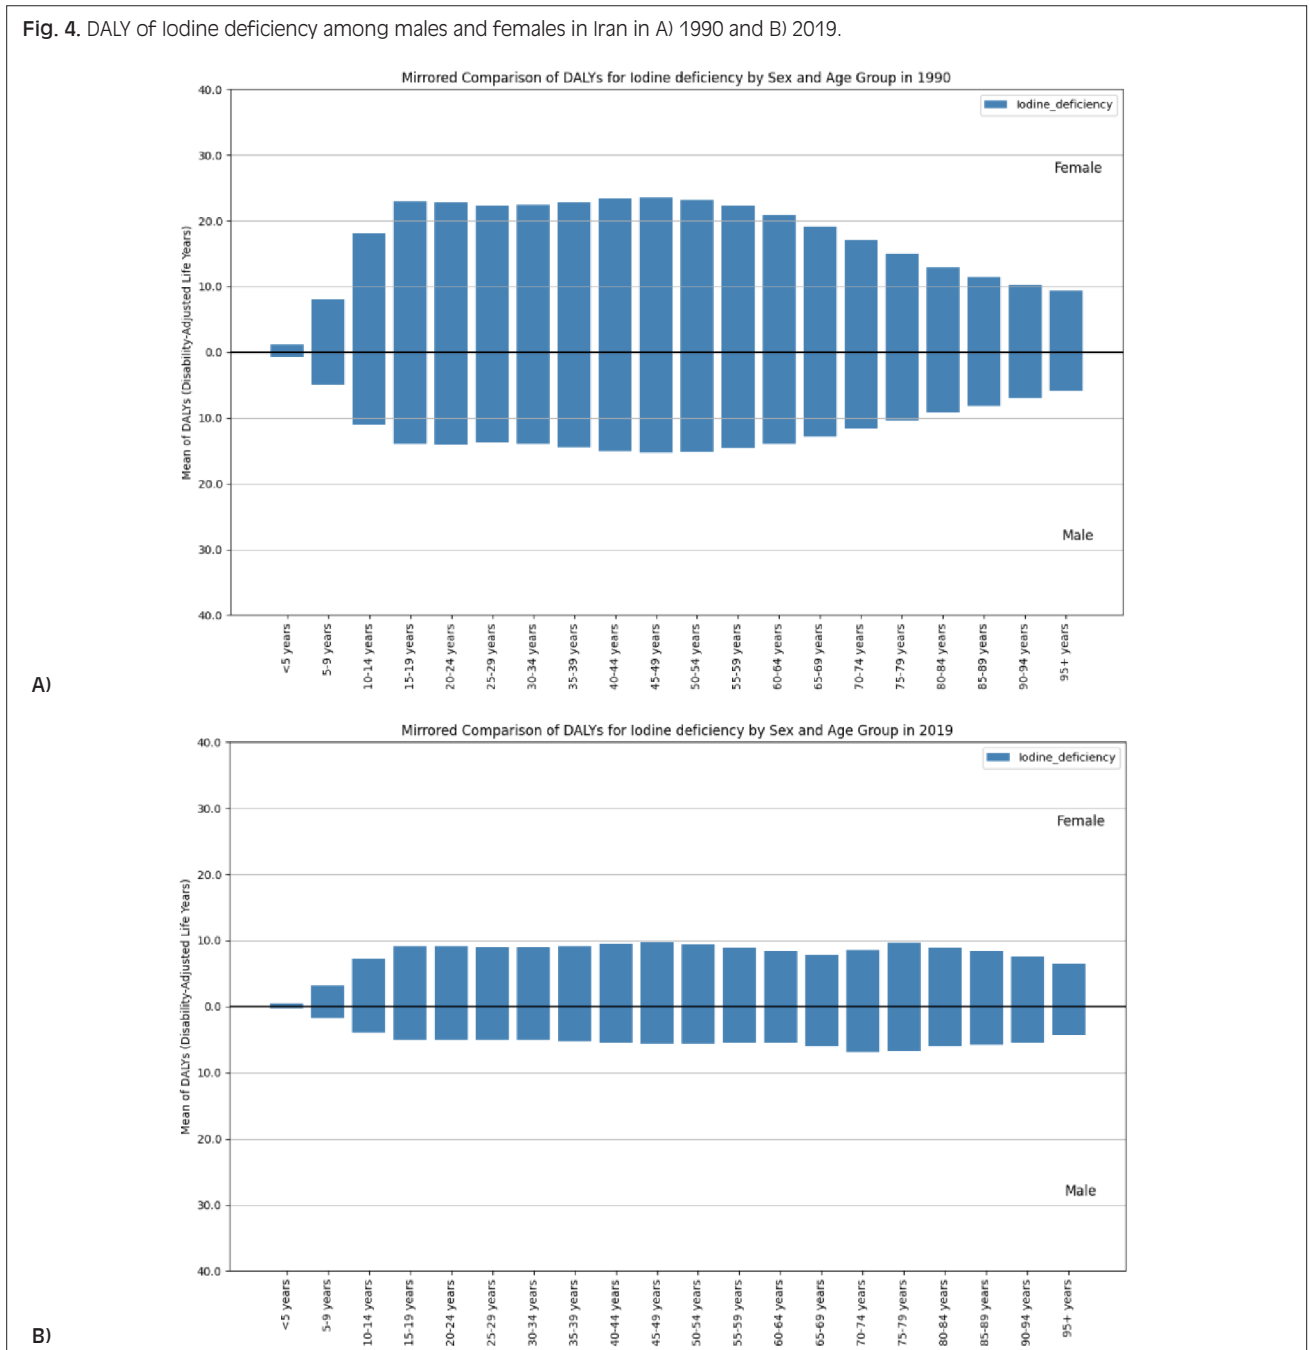 Fig. 4. DALY of Iodine deficiency among males and females in Iran in A) 1990 and B) 2019.
Mirrored Comparison of DALYs for Iodine deficiency by Sex and Age Group in 1990
Iodine_deficiency
Female
Male
Mean of DALYs (Disability-Adjusted Life Years)
40.0
30.0
20.0
10.0
0.0
10.0
20.0
30.0
40.0
<5 years
5-9 years
10-14 years
15-19 years
20-24 years
25-29 years
30-34 years
35-39 years
40-44 years
45-49 years
50-54 years
55-59 years
60-64 years
65-69 years
70-74 years
75-79 years
80-84 years
85-89 years
90-94 years
95+ years
A)
Mirrored Comparison of DALYs for Iodine deficiency by Sex and Age Group in 2019
Iodine_deficiency
Female
Male
Mean of DALYs (Disability-Adjusted Life Years)
40.0
30.0
20.0
10.0
0.0
10.0
20.0
30.0
40.0
<5 years
5-9 years
10-14 years
15-19 years
20-24 years
25-29 years
30-34 years
35-39 years
40-44 years
45-49 years
50-54 years
55-59 years
60-64 years
65-69 years
70-74 years
75-79 years
80-84 years
85-89 years
90-94 years
95+ years
B)